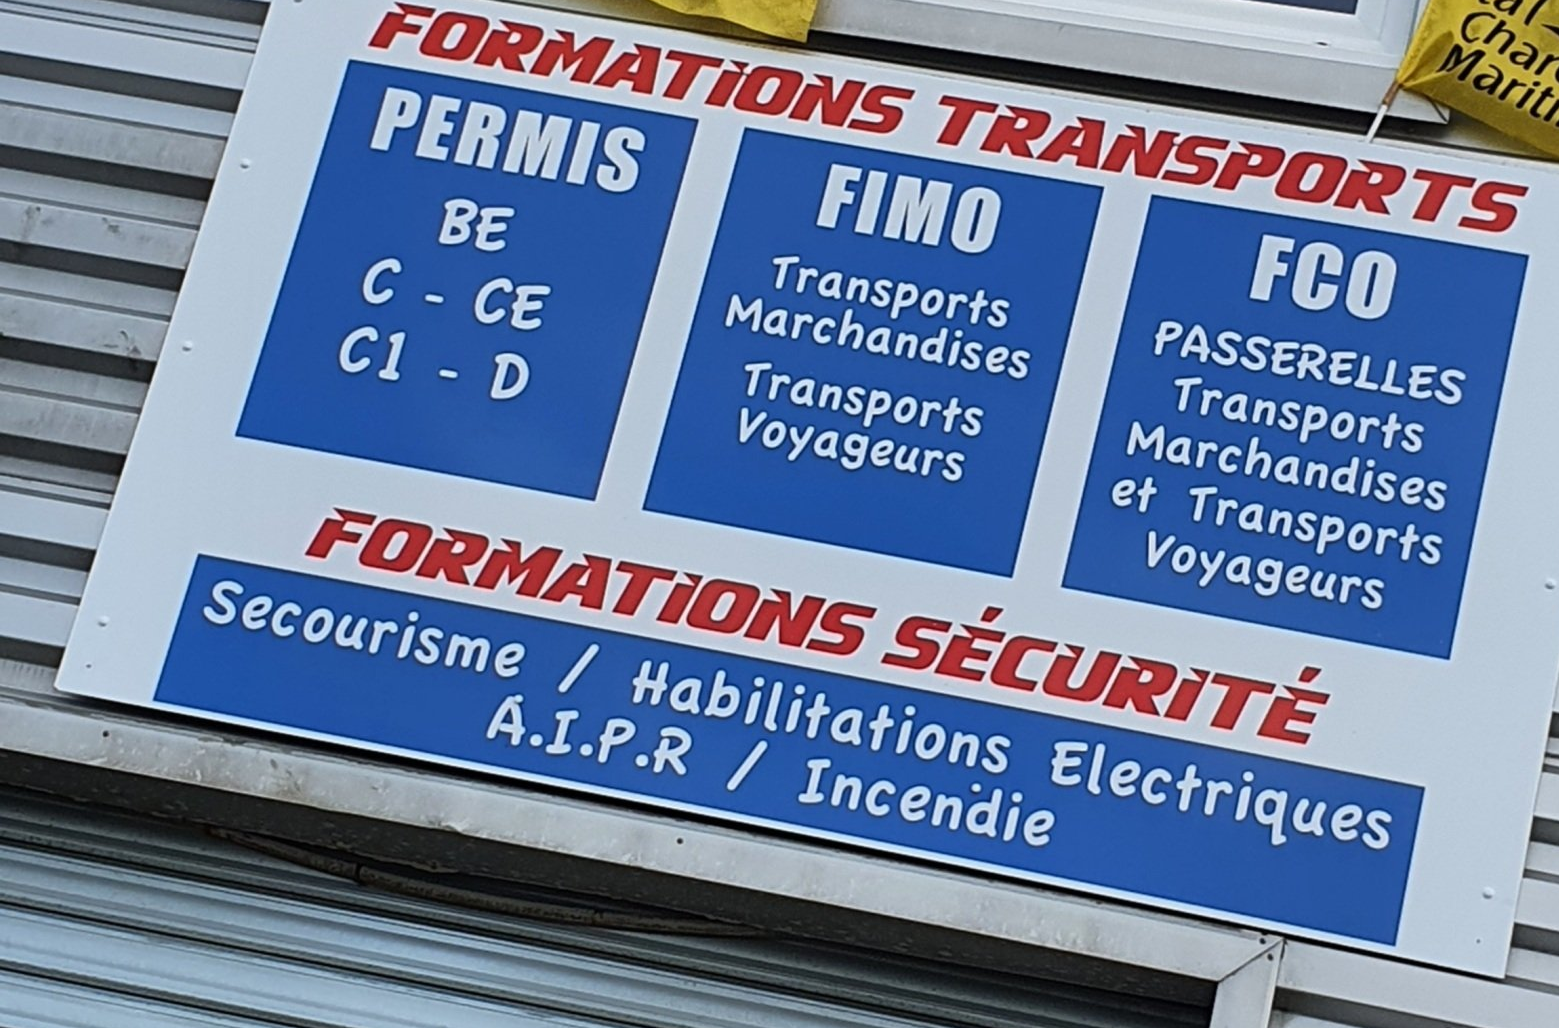 FORMATIONS TRANSPORTS
PERMIS
BE
C - CE
C1 - D
FIMO
Transports
Marchandises
Transports
Voyageurs
FCO
PASSERELLES
Transports
Marchandises
et Transports
Voyageurs
FORMATIONS SÉCURITÉ
Secourisme / Habilitations Electriques
A.I.P.R / Incendie